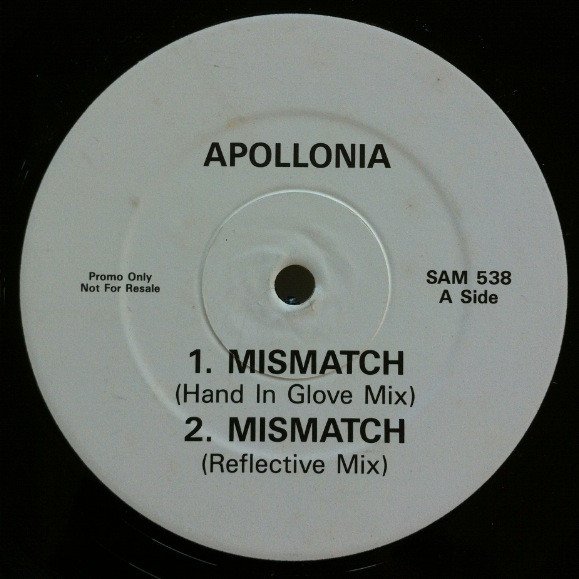 APOLLONIA
Promo Only
Not For Resale
SAM 538
A Side
1. MISMATCH
(Hand In Glove Mix)
2. MISMATCH
(Reflective Mix)